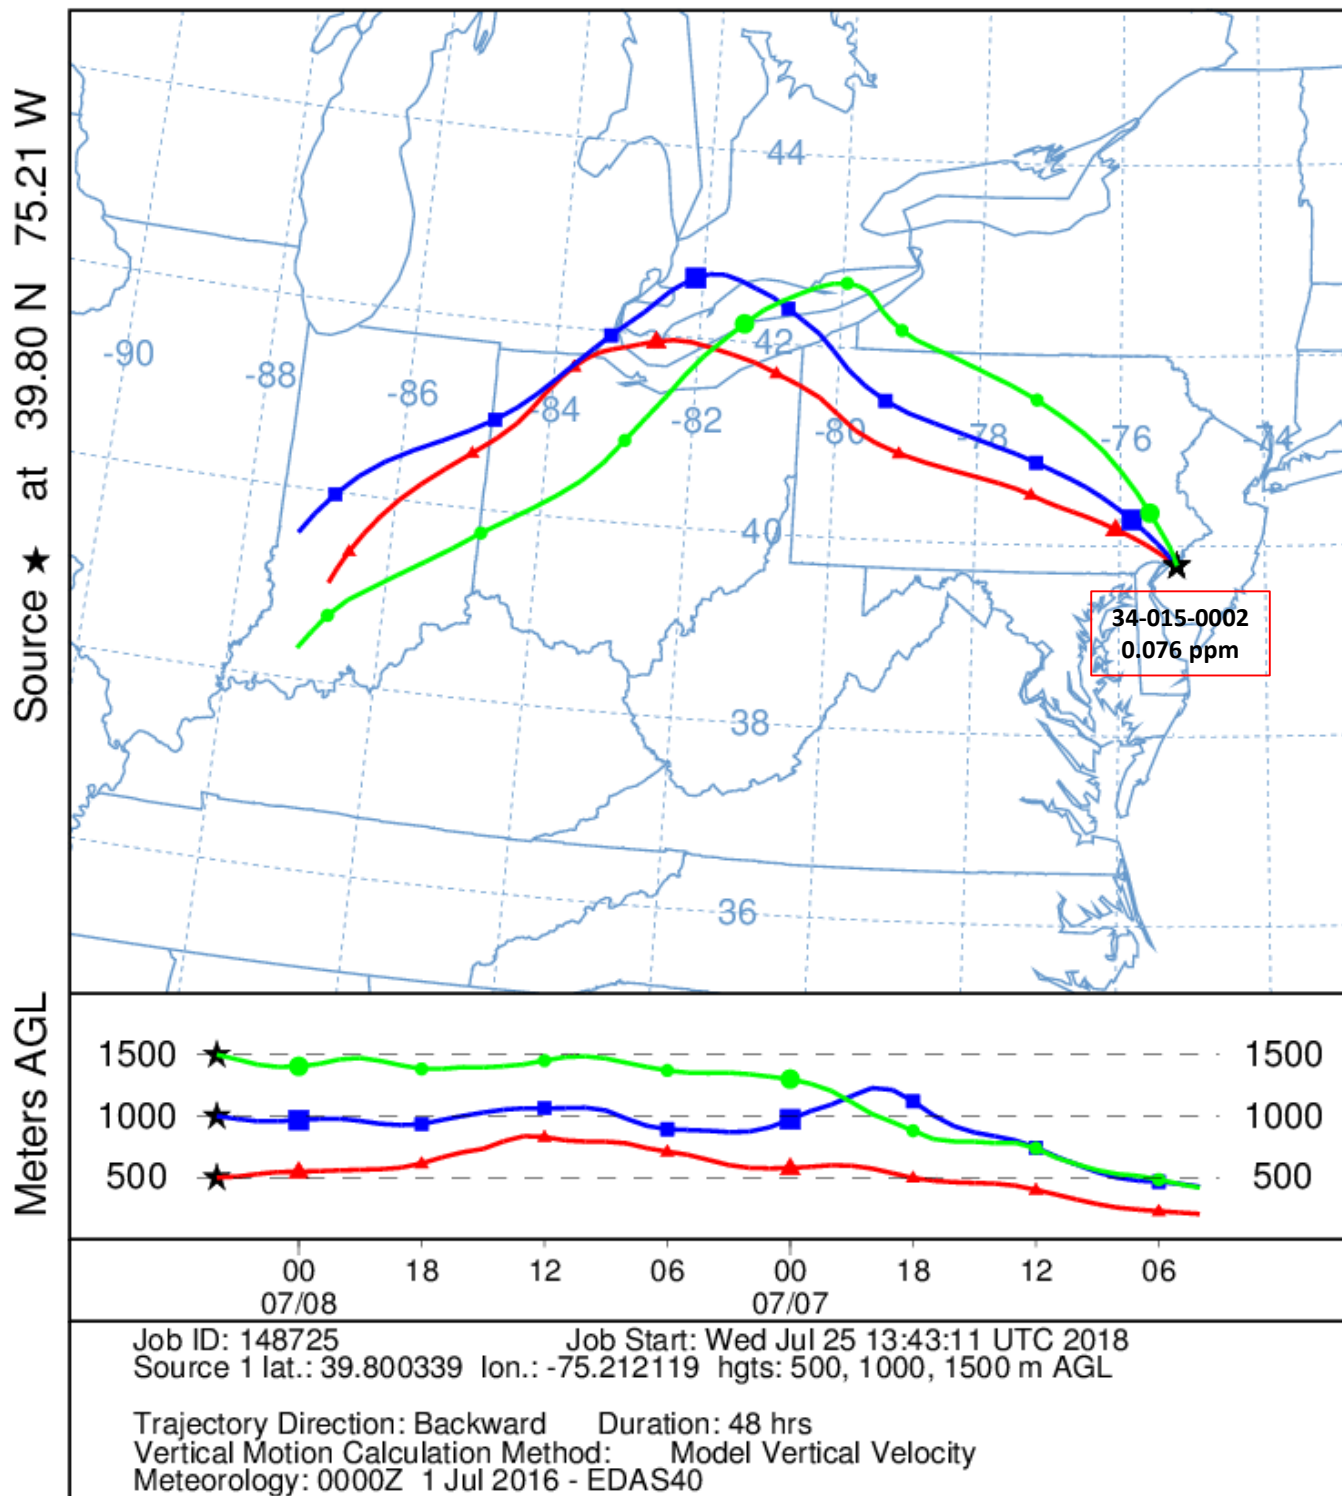 Source ★ at 39.80 N 75.21 W
44
42
-90
-88
-86
-84
-82
-80
-78
-76
-74
40
34-015-0002
0.076 ppm
38
36
Meters AGL
1500 1500
1000 1000
500 500
00 18 12 06 00 18 12 06
07/08 07/07
Job ID: 148725 Job Start: Wed Jul 25 13:43:11 UTC 2018
Source 1 lat.: 39.800339 lon.: -75.212119 hgts: 500, 1000, 1500 m AGL
Trajectory Direction: Backward Duration: 48 hrs
Vertical Motion Calculation Method: Model Vertical Velocity
Meteorology: 0000Z 1 Jul 2016 - EDAS40